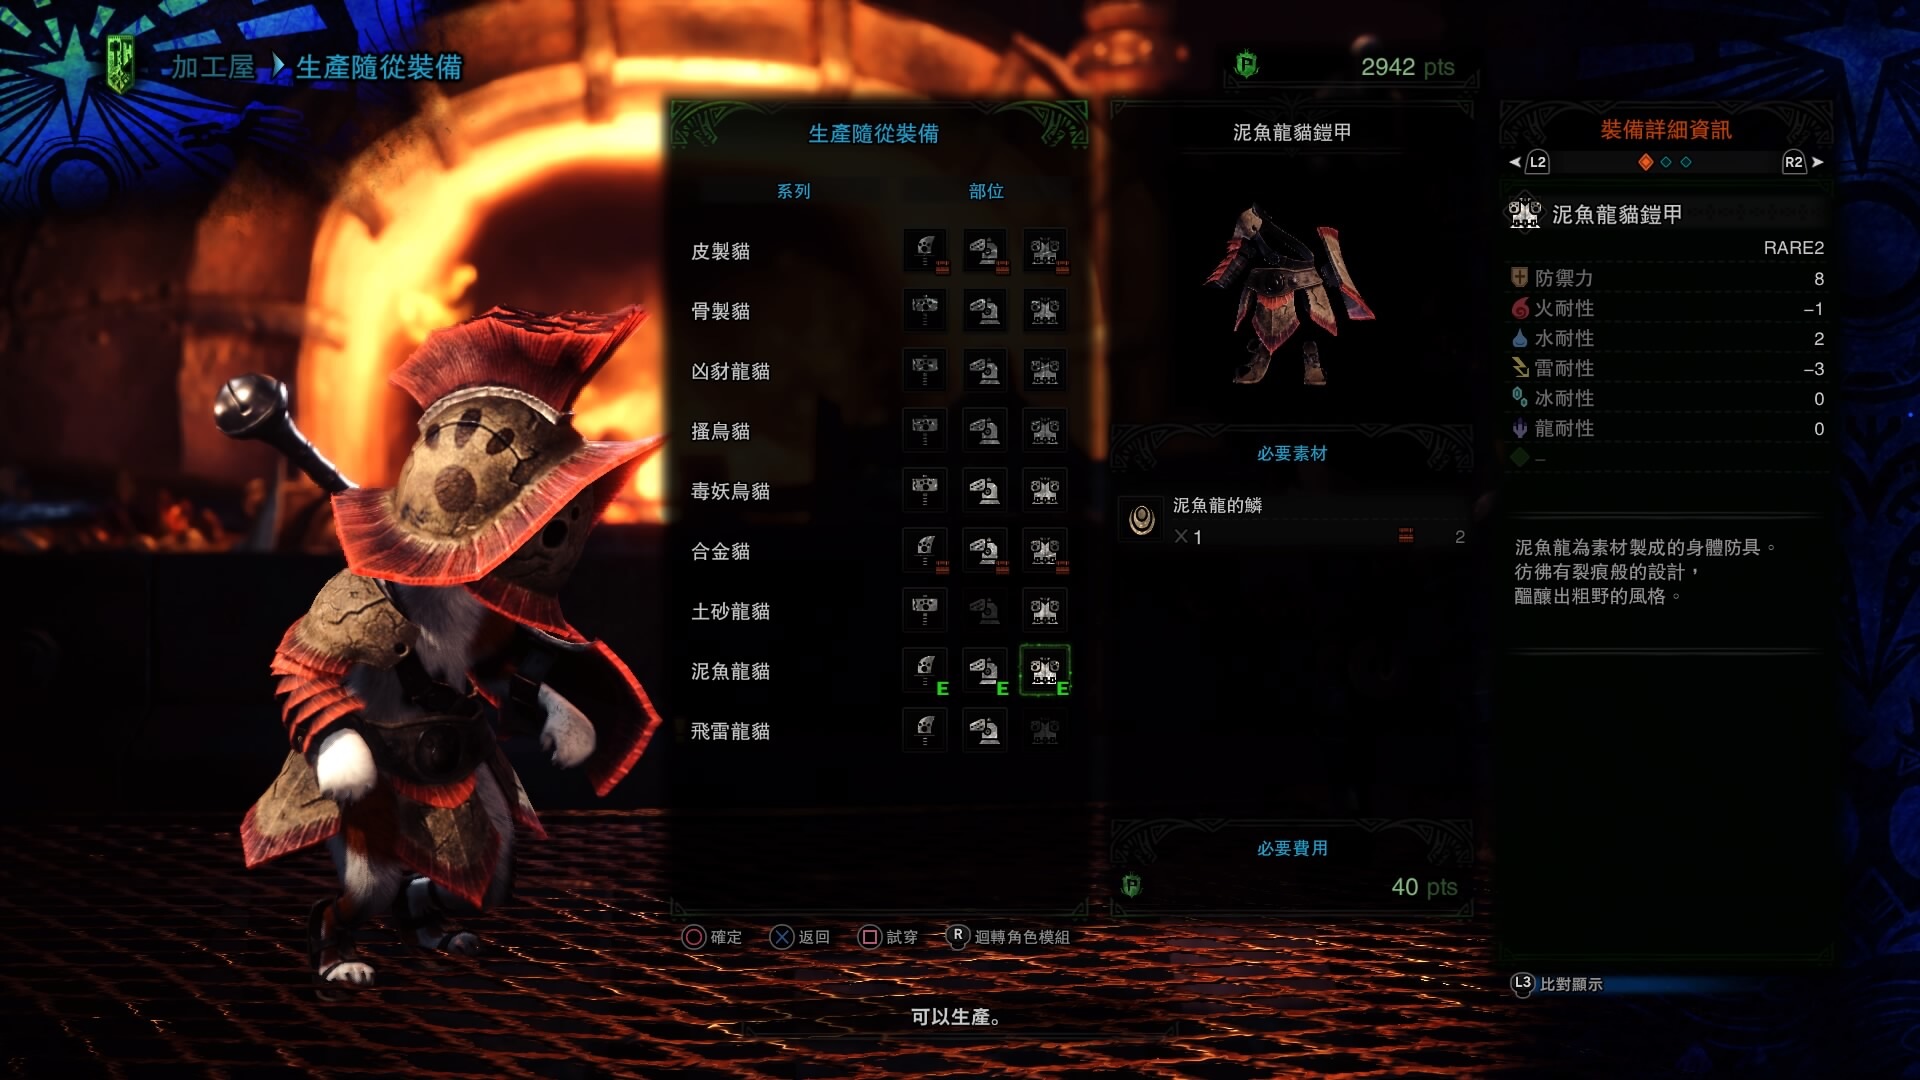 加工屋 生產隨從裝備
2942 pts
生產隨從裝備
系列 部位
皮製貓
骨製貓
凶豺龍貓
搔鳥貓
毒妖鳥貓
合金貓
土砂龍貓
泥魚龍貓 E E E
飛雷龍貓
確定 返回 試穿 R 迴轉角色模組
可以生產。
泥魚龍貓鎧甲
必要素材
泥魚龍的鱗
×1 2
必要費用
40 pts
裝備詳細資訊
L2 R2
泥魚龍貓鎧甲
RARE2
防禦力 8
火耐性 −1
水耐性 2
雷耐性 −3
冰耐性 0
龍耐性 0
–
泥魚龍為素材製成的身體防具。
彷彿有裂痕般的設計，
醞釀出粗野的風格。
L3 比對顯示